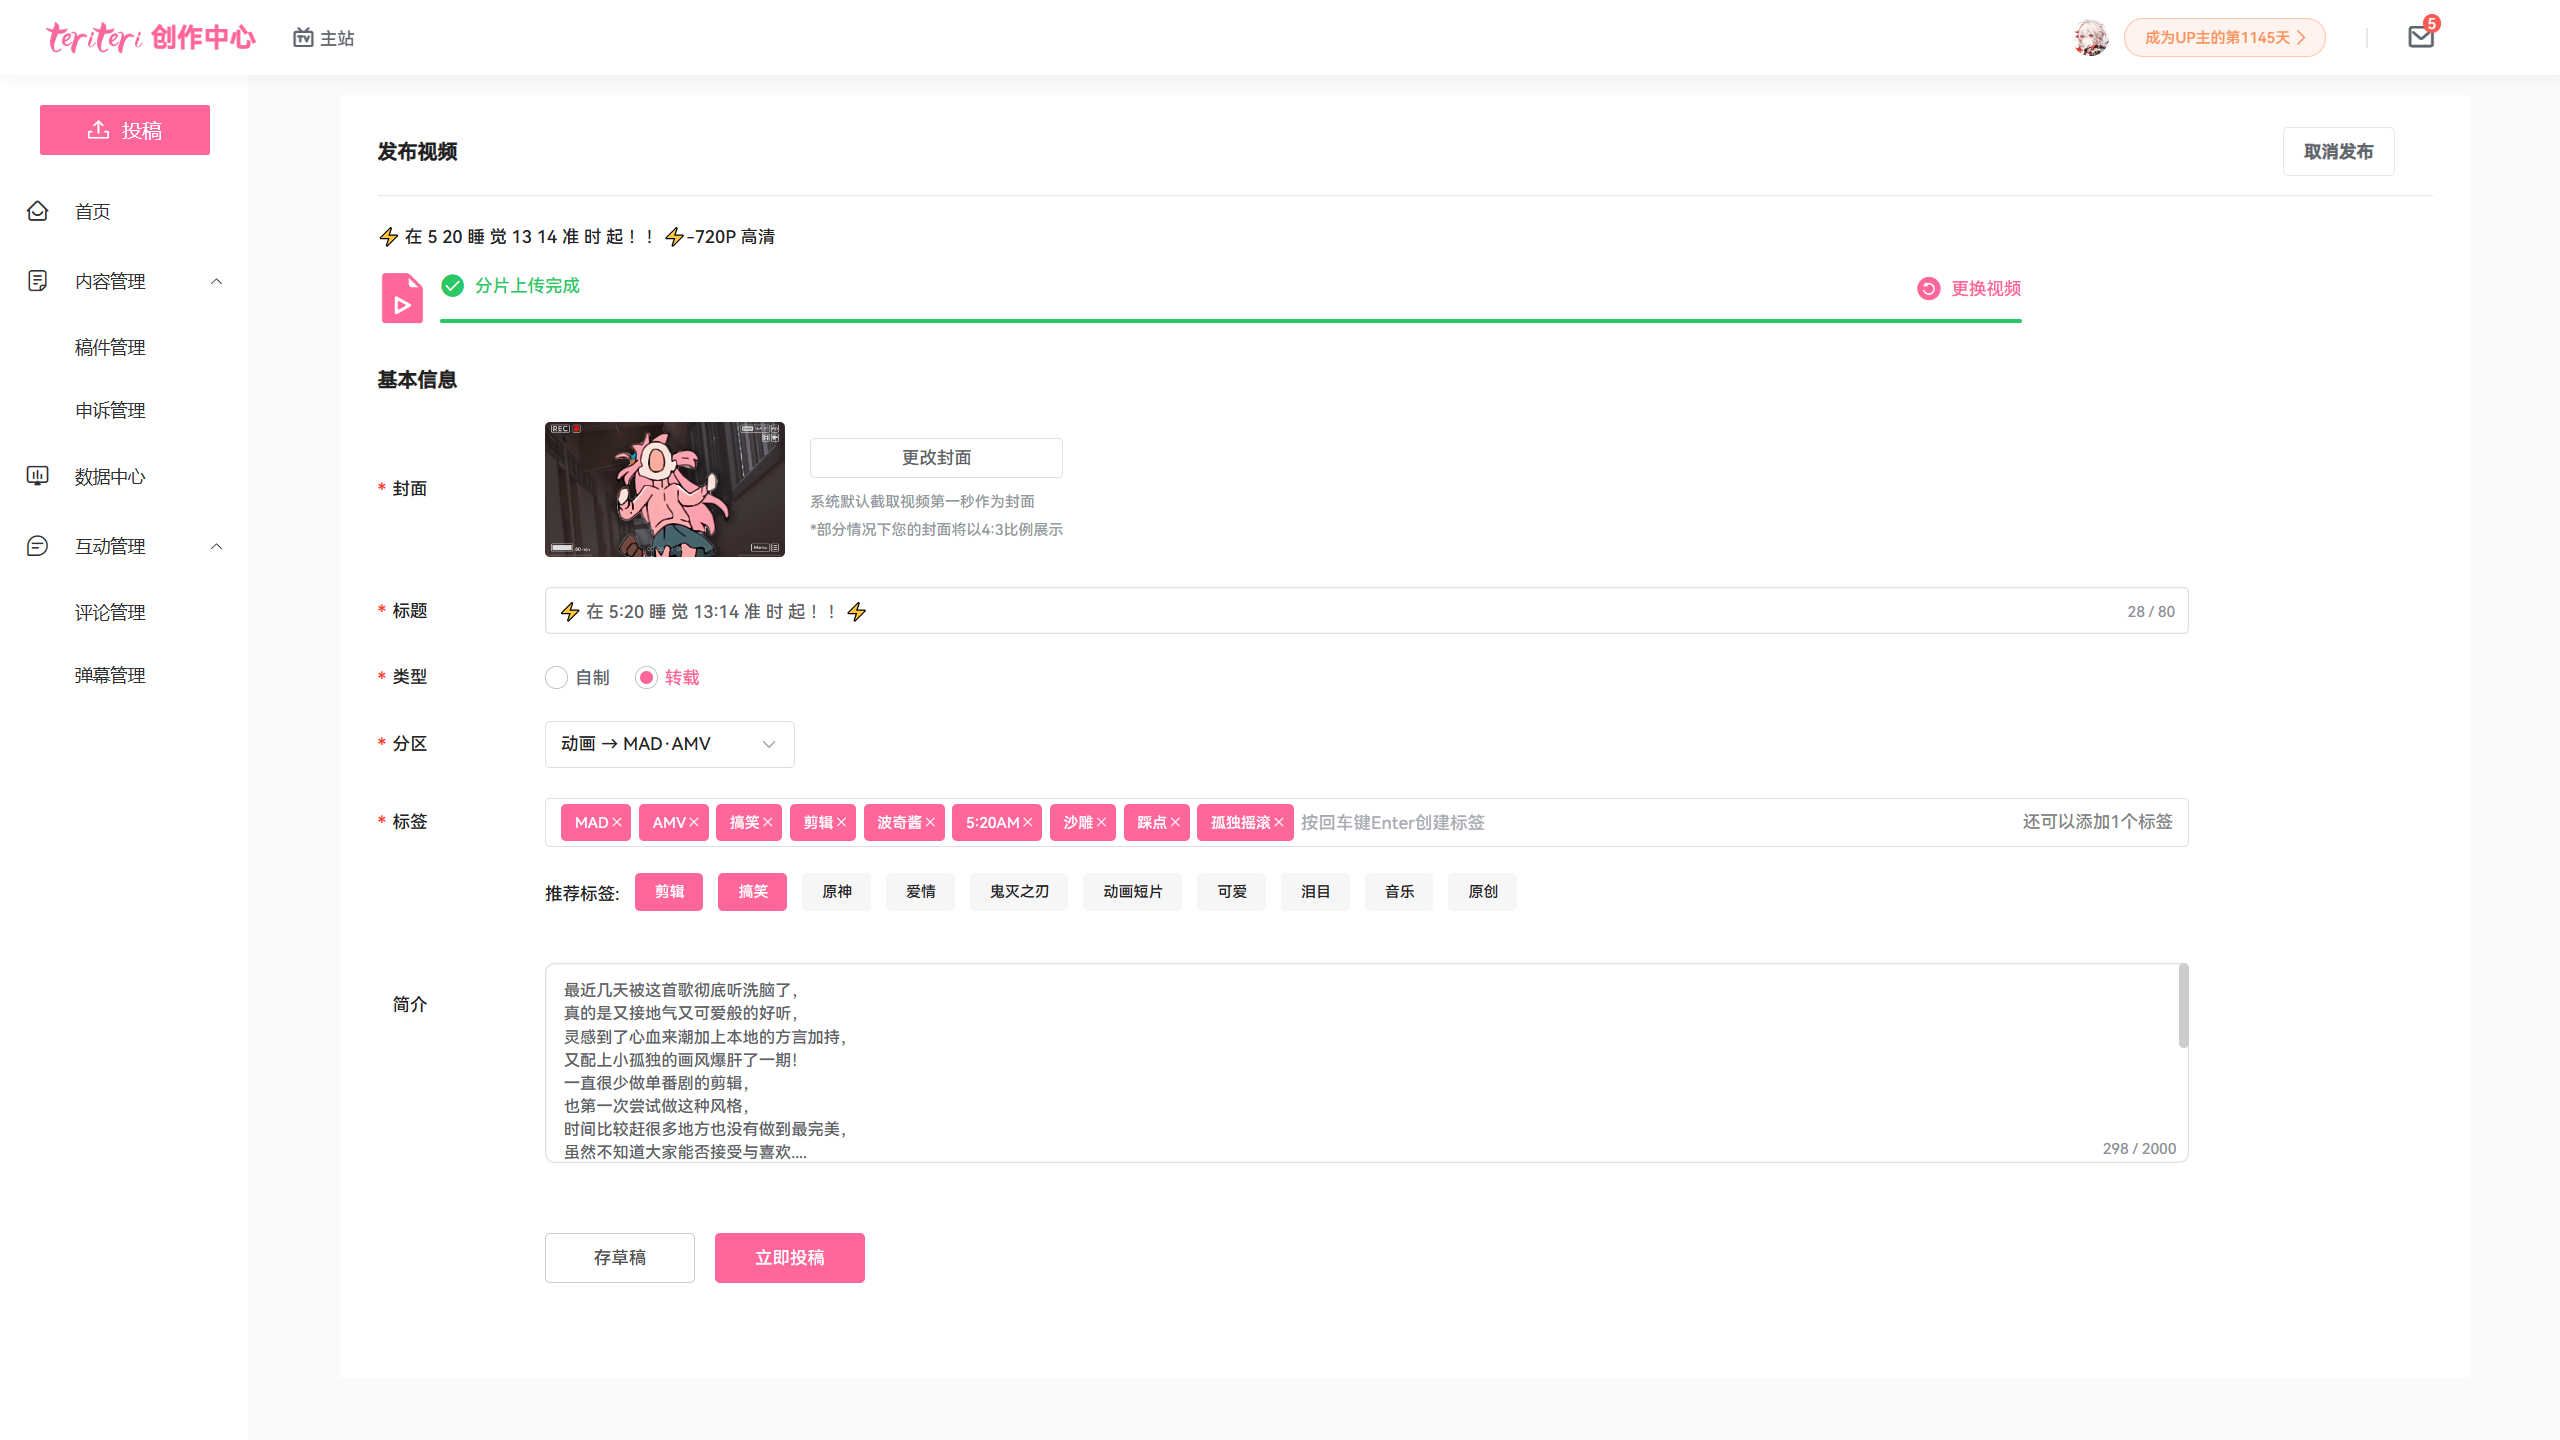 teriteri 创作中心
主站
成为UP主的第1145天
5
投稿
首页
内容管理
稿件管理
申诉管理
数据中心
互动管理
评论管理
弹幕管理
发布视频
取消发布
⚡在 5 20 睡 觉 13 14 准 时 起！！⚡-720P 高清
分片上传完成
更换视频
基本信息
* 封面
REC
更改封面
系统默认截取视频第一秒作为封面
*部分情况下您的封面将以4:3比例展示
* 标题
⚡在 5:20 睡 觉 13:14 准 时 起！！⚡
28 / 80
* 类型
自制
转载
* 分区
动画 → MAD·AMV
* 标签
MAD× AMV× 搞笑× 剪辑× 波奇酱× 5:20AM× 沙雕× 踩点× 孤独摇滚× 按回车键Enter创建标签
还可以添加1个标签
推荐标签: 剪辑 搞笑 原神 爱情 鬼灭之刃 动画短片 可爱 泪目 音乐 原创
简介
最近几天被这首歌彻底听洗脑了，
真的是又接地气又可爱般的好听，
灵感到了心血来潮加上本地的方言加持，
又配上小孤独的画风爆肝了一期！
一直很少做单番剧的剪辑，
也第一次尝试做这种风格，
时间比较赶很多地方也没有做到最完美，
虽然不知道大家能否接受与喜欢....
298 / 2000
存草稿
立即投稿